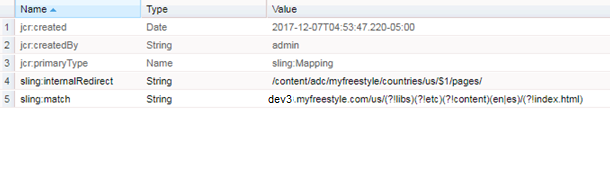 Name Type Value
1 jcr:created Date 2017-12-07T04:53:47.220-05:00
2 jcr:createdBy String admin
3 jcr:primaryType Name sling:Mapping
4 sling:internalRedirect String /content/adc/myfreestyle/countries/us/$1/pages/
5 sling:match String dev3.myfreestyle.com/us/(?!libs)(?!etc)(?!content)(en|es)/(?!index.html)